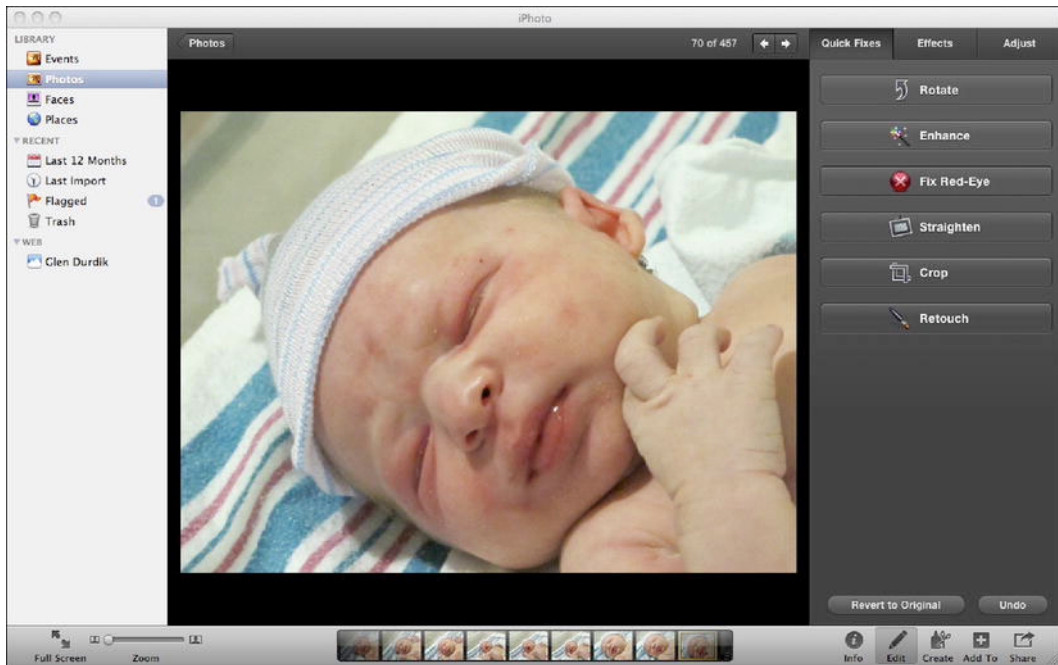 iPhoto
LIBRARY
Events
Photos
Faces
Places
RECENT
Last 12 Months
Last Import
Flagged 1
Trash
WEB
Glen Durdik
Photos
70 of 457
Quick Fixes Effects Adjust
Rotate
Enhance
Fix Red-Eye
Straighten
Crop
Retouch
Revert to Original Undo
Full Screen Zoom
Info Edit Create Add To Share